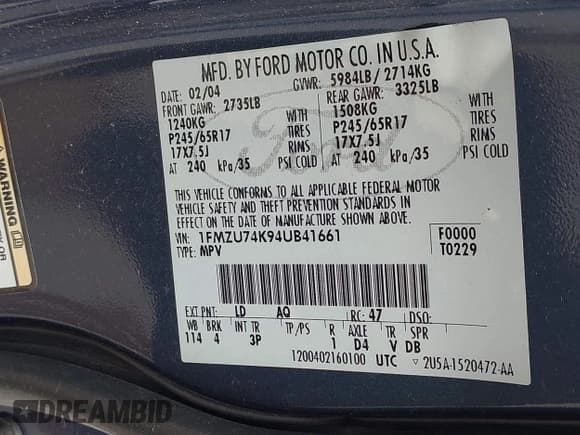 MFD. BY FORD MOTOR CO. IN U.S.A.
DATE: 02/04 GVWR: 5984LB/ 2714KG
FRONT GAWR: 2735LB REAR GAWR: 3325LB
1240KG WITH 1508KG WITH
P245/65R17 TIRES P245/65R17 TIRES
17X7.5J RIMS 17X7.5J RIMS
AT 240 kPa/35 PSI COLD AT 240 kPa/35 PSI COLD
Ford
THIS VEHICLE CONFORMS TO ALL APPLICABLE FEDERAL MOTOR
VEHICLE SAFETY AND THEFT PREVENTION STANDARDS IN
EFFECT ON THE DATE OF MANUFACTURE SHOWN ABOVE.
VIN: 1FMZU74K94UB41661 F0000
TYPE: MPV T0229
EXT PNT: LD AQ RC: 47 DSO:
WB BRK INT TR TP/PS R AXLE TR SPR
114 4 3P 1 D4 V DB
1200402160100 UTC 2U5A-1520472-AA
WARNING
DREAMBID